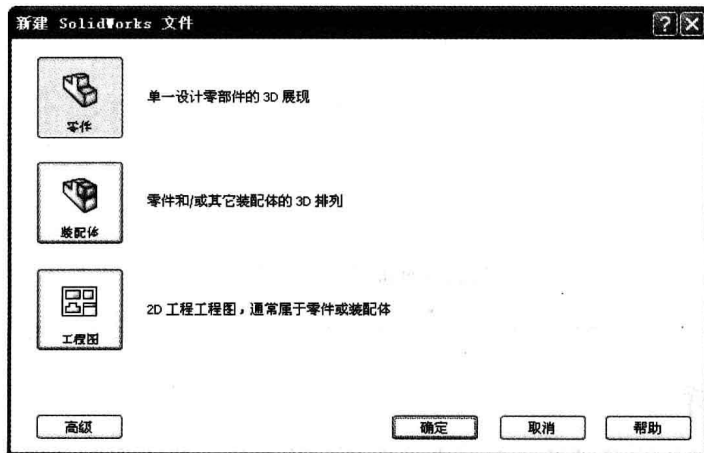 新建 SolidWorks 文件
零件
单一设计零部件的 3D 展现
装配体
零件和/或其它装配体的 3D 排列
工程图
2D 工程工程图，通常属于零件或装配体
高级
确定
取消
帮助